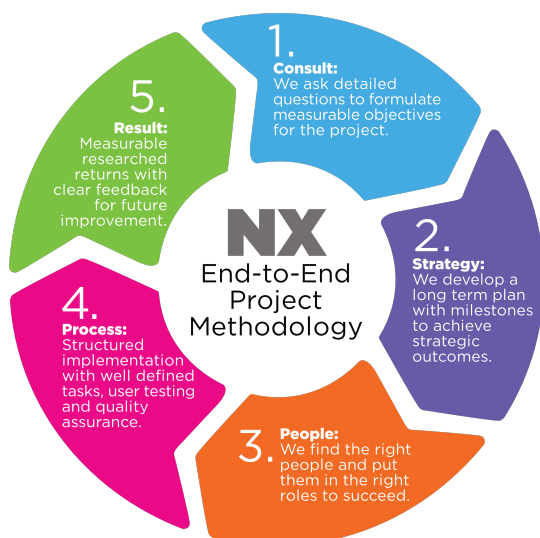 NX
End-to-End
Project
Methodology
1.
Consult:
We ask detailed
questions to formulate
measurable objectives
for the project.
2.
Strategy:
We develop a
long term plan
with milestones
to achieve
strategic
outcomes.
3.
People:
We find the right
people and put
them in the right
roles to succeed.
4.
Process:
Structured
implementation
with well defined
tasks, user testing
and quality
assurance.
5.
Result:
Measurable
researched
returns with
clear feedback
for future
improvement.